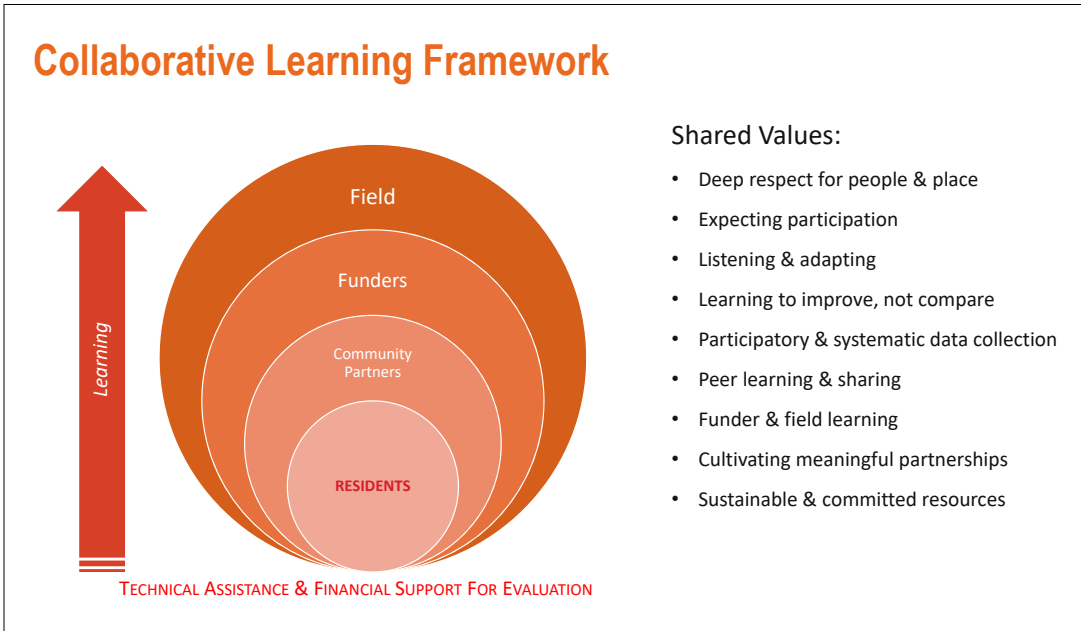 Collaborative Learning Framework
Learning
Field
Funders
Community
Partners
RESIDENTS
TECHNICAL ASSISTANCE & FINANCIAL SUPPORT FOR EVALUATION
Shared Values:
• Deep respect for people & place
• Expecting participation
• Listening & adapting
• Learning to improve, not compare
• Participatory & systematic data collection
• Peer learning & sharing
• Funder & field learning
• Cultivating meaningful partnerships
• Sustainable & committed resources